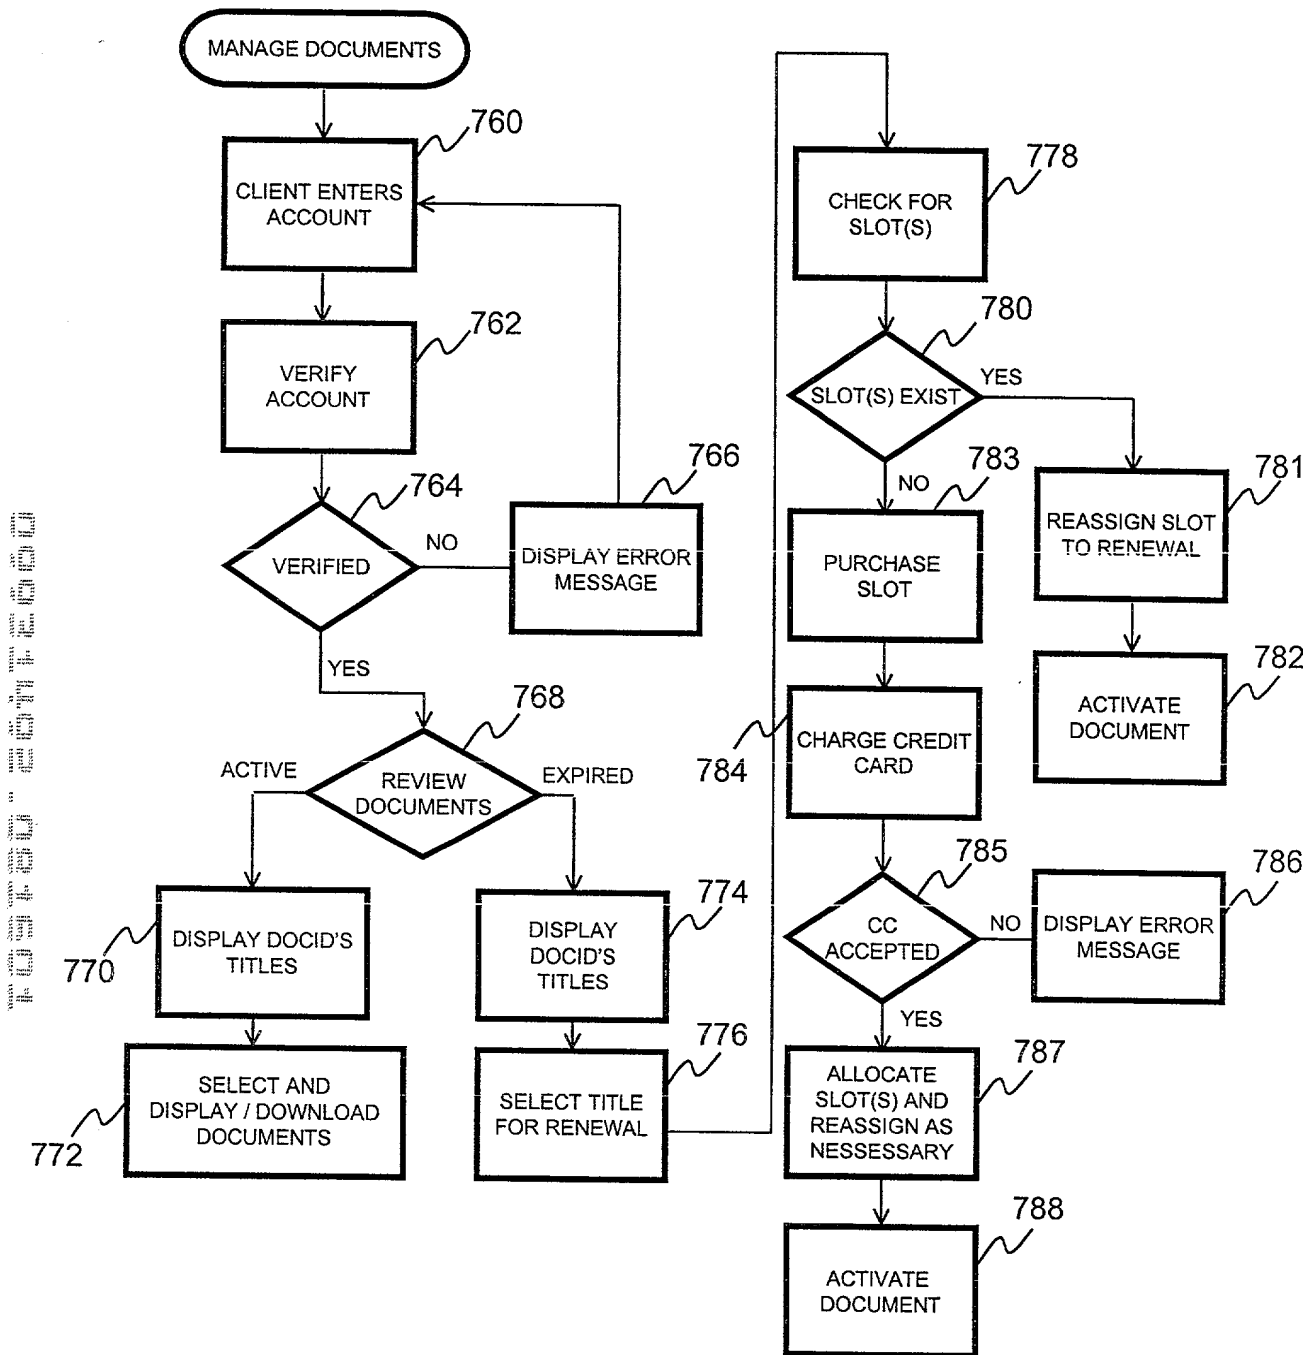 MANAGE DOCUMENTS
760
CLIENT ENTERS
ACCOUNT
762
VERIFY
ACCOUNT
764
VERIFIED
NO
766
DISPLAY ERROR
MESSAGE
YES
768
REVIEW
DOCUMENTS
ACTIVE
EXPIRED
770
DISPLAY DOCID'S
TITLES
772
SELECT AND
DISPLAY / DOWNLOAD
DOCUMENTS
774
DISPLAY
DOCID'S
TITLES
776
SELECT TITLE
FOR RENEWAL
778
CHECK FOR
SLOT(S)
780
SLOT(S) EXIST
YES
781
REASSIGN SLOT
TO RENEWAL
782
ACTIVATE
DOCUMENT
NO
783
PURCHASE
SLOT
784
CHARGE CREDIT
CARD
785
CC
ACCEPTED
NO
786
DISPLAY ERROR
MESSAGE
YES
787
ALLOCATE
SLOT(S) AND
REASSIGN AS
NESSESSARY
788
ACTIVATE
DOCUMENT